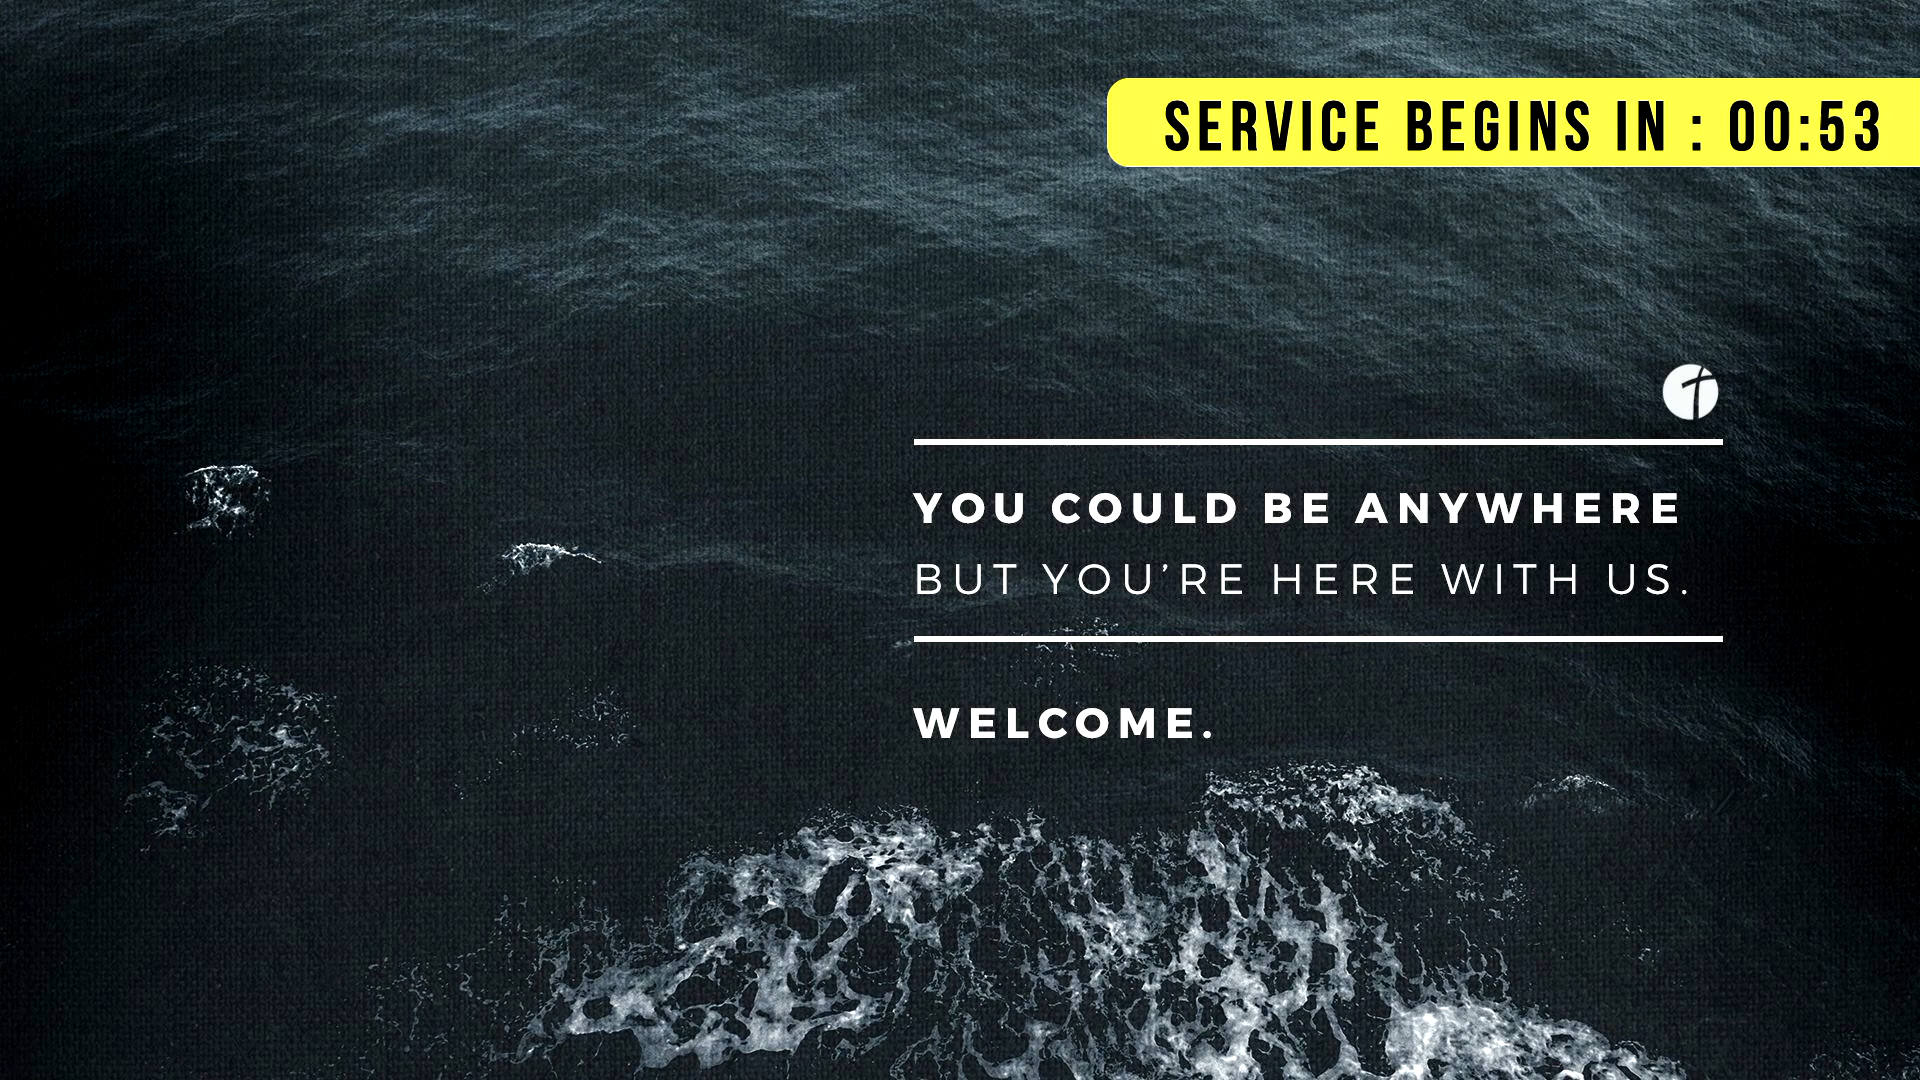 SERVICE BEGINS IN : 00:53
YOU COULD BE ANYWHERE
BUT YOU’RE HERE WITH US.
WELCOME.